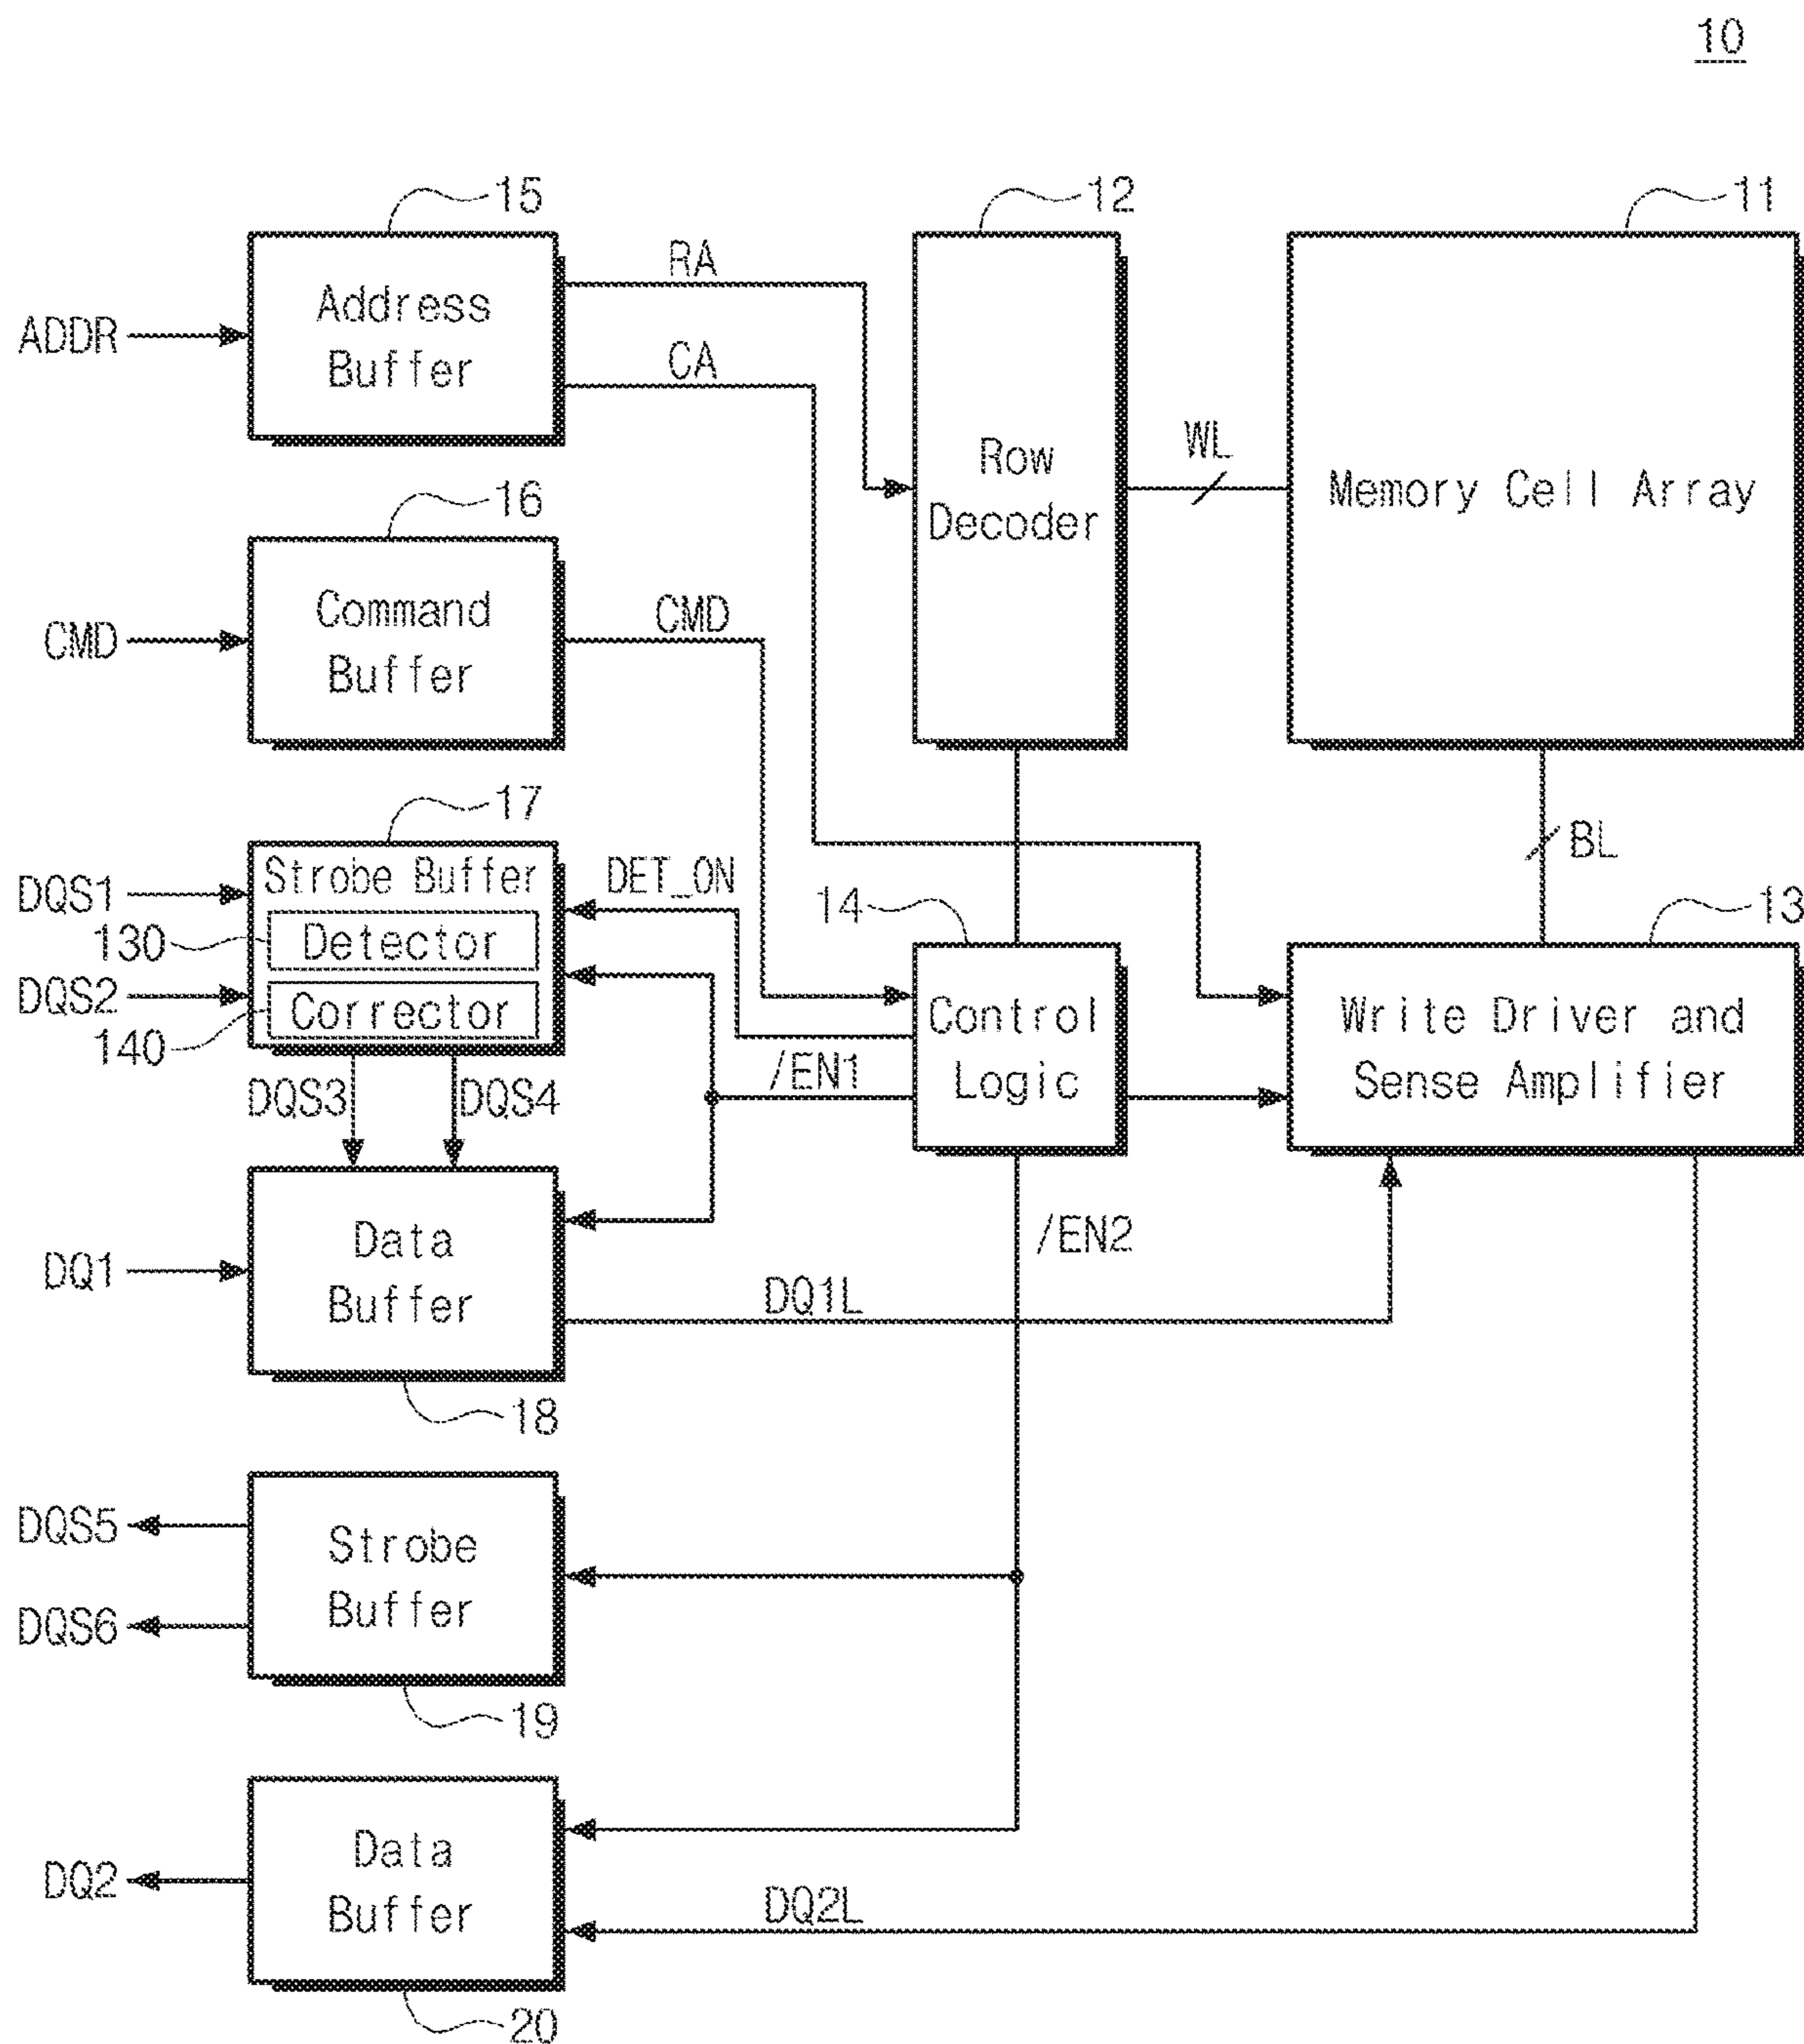 10
15
12
11
RA
Address
Buffer
ADDR
CA
Row
Decoder
WL
Memory Cell Array
16
Command
Buffer
CMD
CMD
17
BL
Strobe Buffer
DQS1
DET_ON
14
13
130
Detector
DQS2
Corrector
140
Control
Logic
Write Driver and
Sense Amplifier
/EN1
DQS3
DQS4
Data
Buffer
/EN2
DQ1
DQ1L
18
DQS5
Strobe
Buffer
DQS6
19
Data
Buffer
DQ2
DQ2L
20